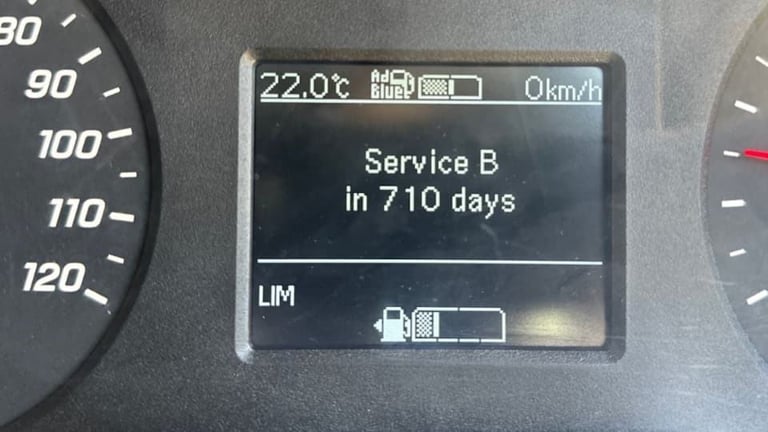 80
90
100
110
120
22.0°C Ad Blue 0km/h
Service B
in 710 days
LIM